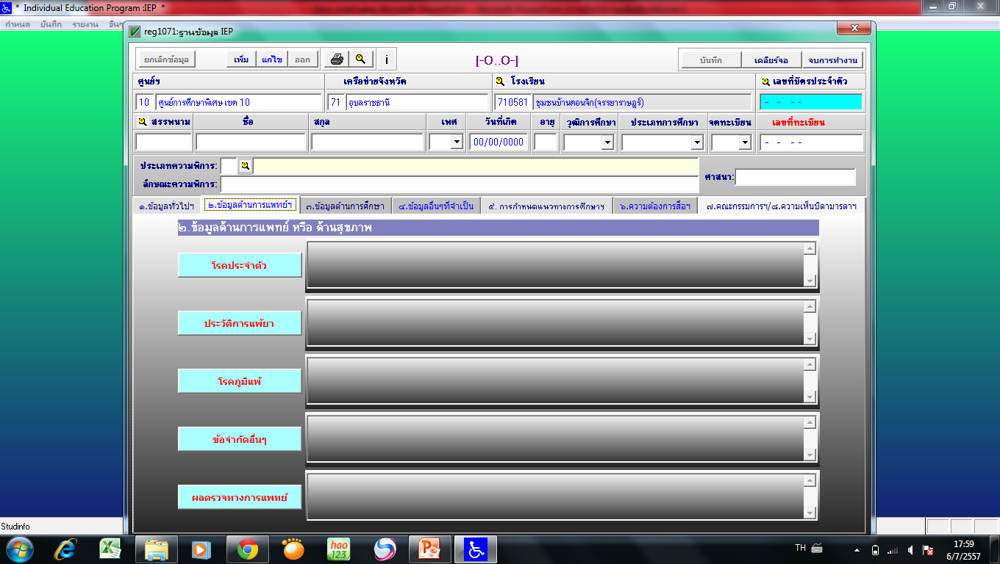 * Individual Education Program :IEP *
กำหนด บันทึก รายงาน อื่นๆ
reg1071:ฐานข้อมูล IEP
ยกเลิกข้อมูล เพิ่ม แก้ไข ออก i [-O..O-] บันทึก เคลียร์จอ จบการทำงาน
ศูนย์ฯ เครือข่ายจังหวัด โรงเรียน เลขที่บัตรประจำตัว
10 ศูนย์การศึกษาพิเศษ เขต 10 71 อุบลราชธานี 710581 ชุมชนบ้านดอนจิก(จรรยาราษฎร์) - - - -
สรรพนาม ชื่อ สกุล เพศ วันที่เกิด อายุ วุฒิการศึกษา ประเภทการศึกษา จดทะเบียน เลขที่ทะเบียน
00/00/0000 - - - -
ประเภทความพิการ:
ลักษณะความพิการ: ศาสนา:
๑.ข้อมูลทั่วไปฯ ๒.ข้อมูลด้านการแพทย์ฯ ๓.ข้อมูลด้านการศึกษา ๔.ข้อมูลอื่นๆที่จำเป็น ๕. การกำหนดแนวทางการศึกษาฯ ๖.ความต้องการสื่อฯ ๗.คณะกรรมการฯ/๘.ความเห็นบิดามารดาฯ
๒.ข้อมูลด้านการแพทย์ หรือ ด้านสุขภาพ
โรคประจำตัว
ประวัติการแพ้ยา
โรคภูมิแพ้
ข้อจำกัดอื่นๆ
ผลตรวจทางการแพทย์
Studinfo
hao
123
TH
17:59
6/7/2557